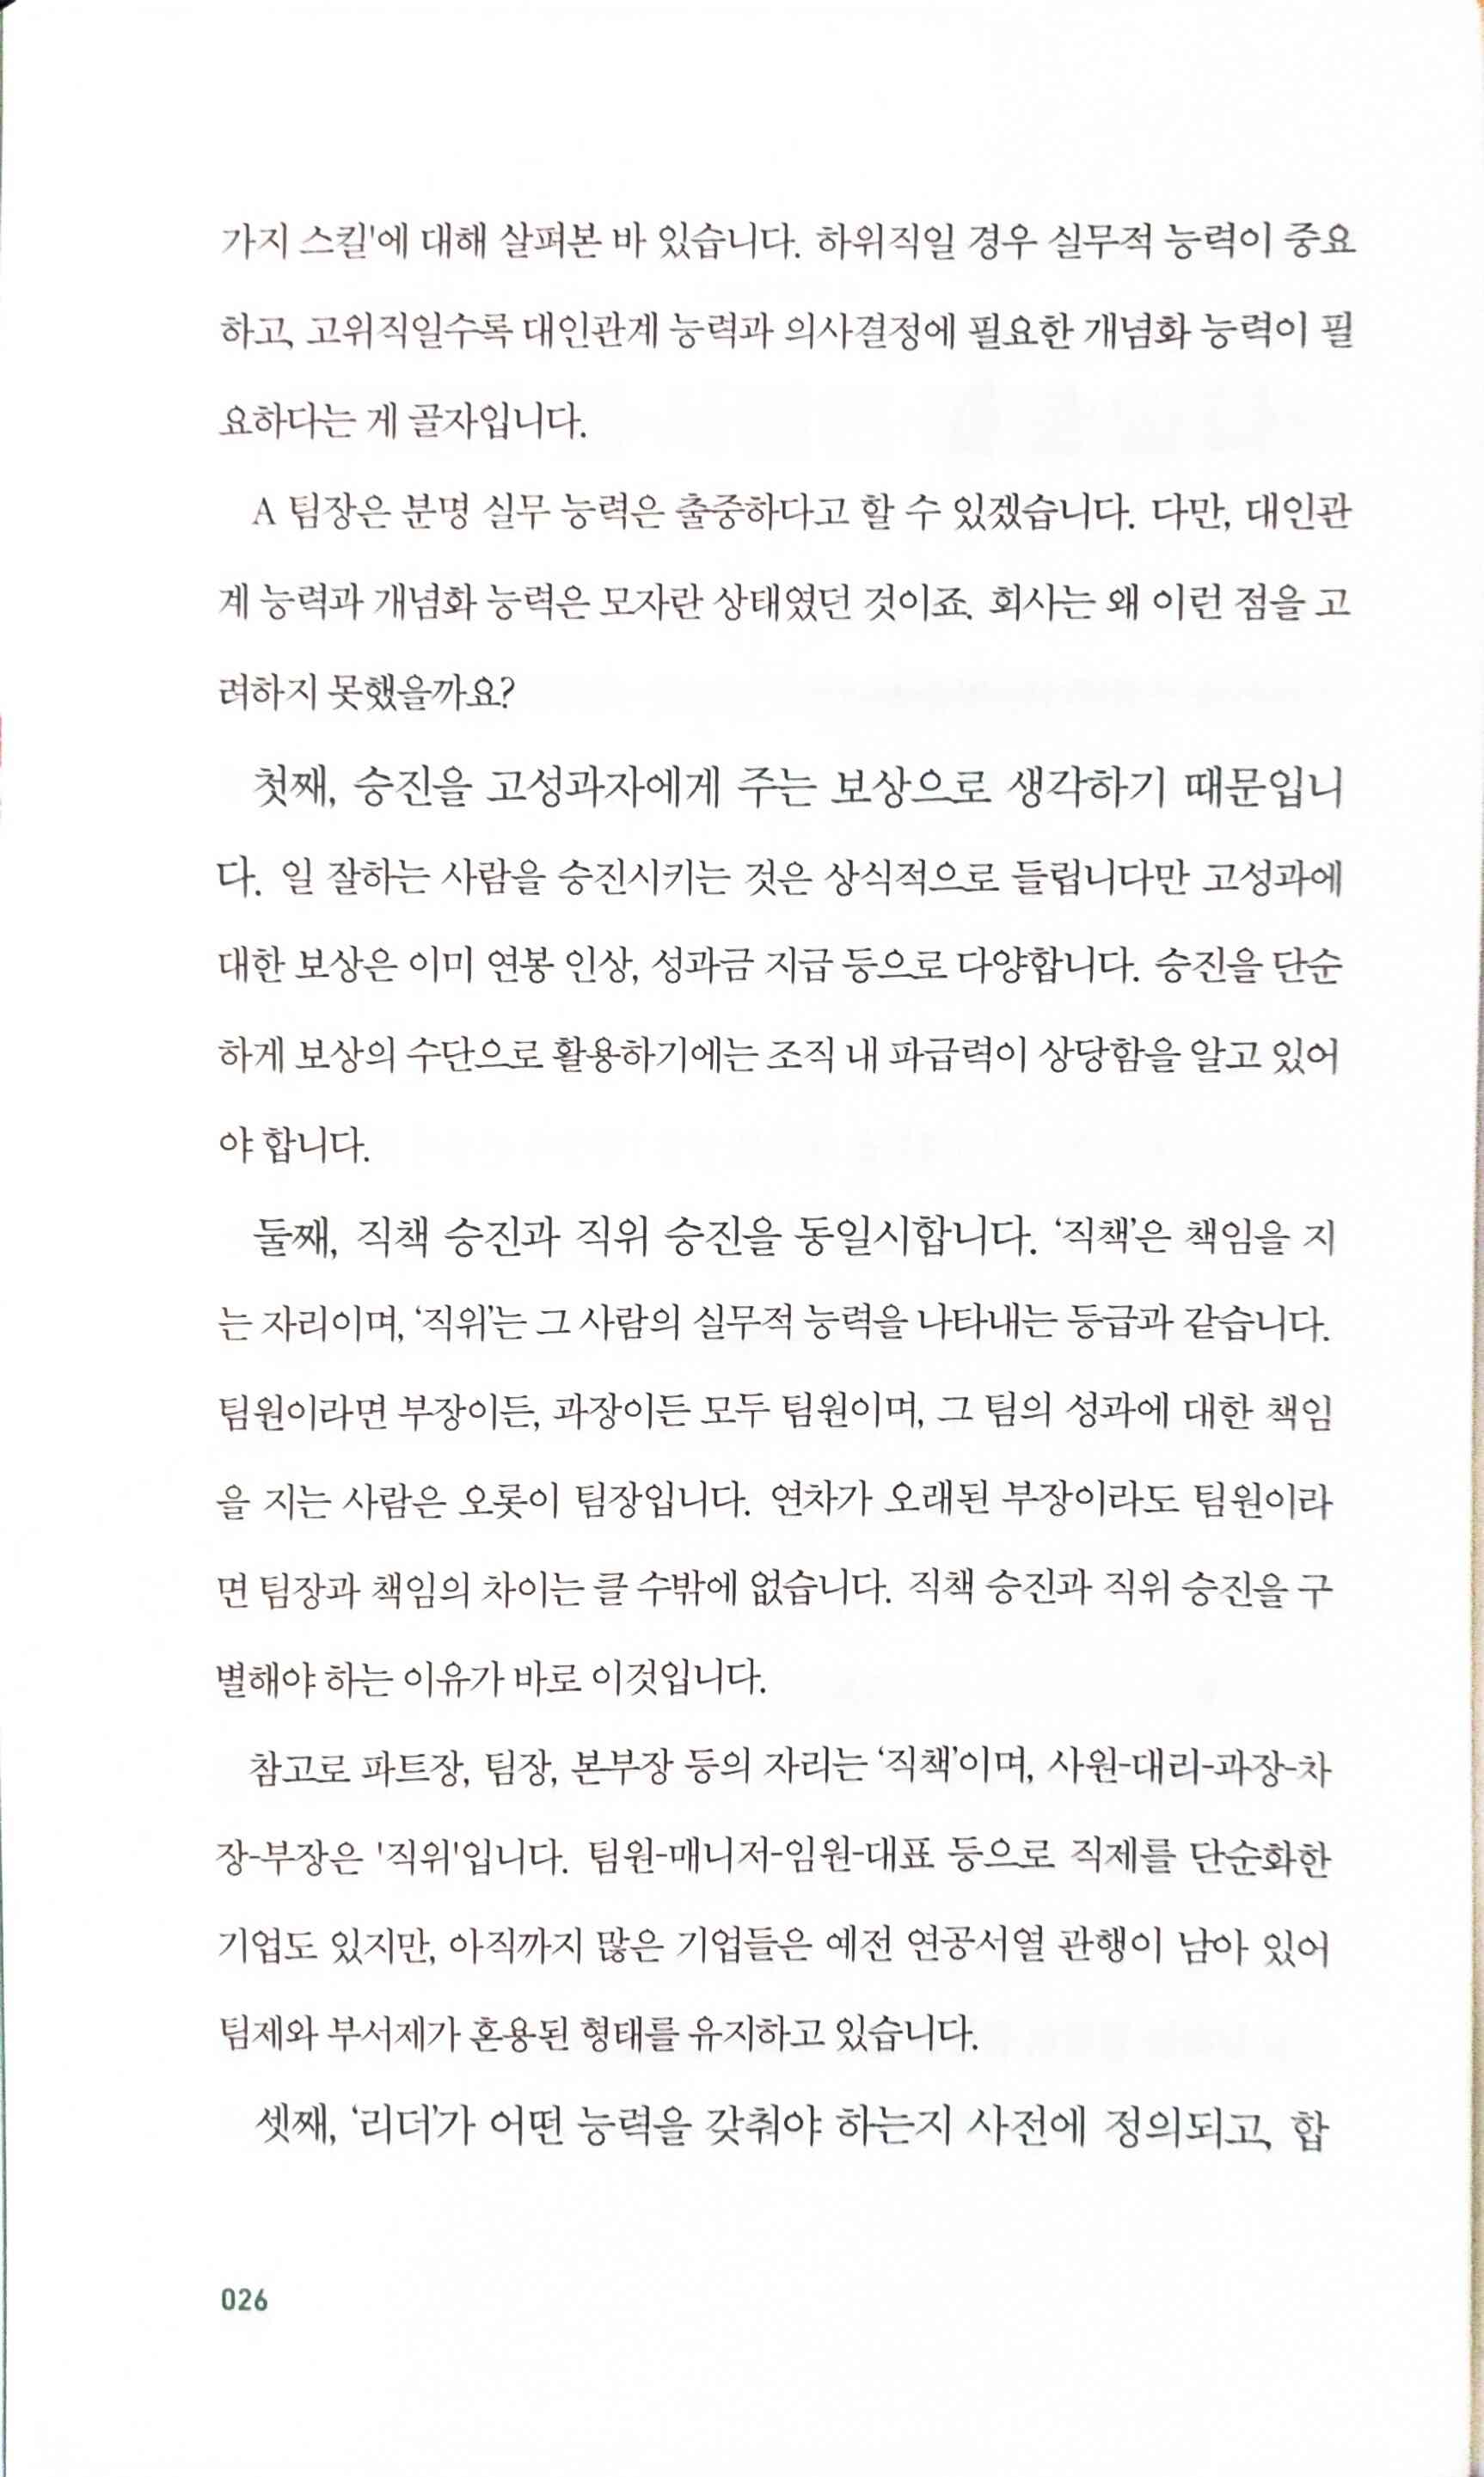 가지 스킬'에 대해 살펴본 바 있습니다. 하위직일 경우 실무적 능력이 중요
하고, 고위직일수록 대인관계 능력과 의사결정에 필요한 개념화 능력이 필
요하다는 게 골자입니다.
A 팀장은 분명 실무 능력은 출중하다고 할 수 있겠습니다. 다만, 대인관
계 능력과 개념화 능력은 모자란 상태였던 것이죠. 회사는 왜 이런 점을 고
려하지 못했을까요?
첫째, 승진을 고성과자에게 주는 보상으로 생각하기 때문입니
다. 일 잘하는 사람을 승진시키는 것은 상식적으로 들립니다만 고성과에
대한 보상은 이미 연봉 인상, 성과금 지급 등으로 다양합니다. 승진을 단순
하게 보상의 수단으로 활용하기에는 조직 내 파급력이 상당함을 알고 있어
야 합니다.
둘째, 직책 승진과 직위 승진을 동일시합니다. ‘직책’은 책임을 지
는 자리이며, ‘직위’는 그 사람의 실무적 능력을 나타내는 등급과 같습니다.
팀원이라면 부장이든, 과장이든 모두 팀원이며, 그 팀의 성과에 대한 책임
을 지는 사람은 오롯이 팀장입니다. 연차가 오래된 부장이라도 팀원이라
면 팀장과 책임의 차이는 클 수밖에 없습니다. 직책 승진과 직위 승진을 구
별해야 하는 이유가 바로 이것입니다.
참고로 파트장, 팀장, 본부장 등의 자리는 ‘직책’이며, 사원-대리-과장-차
장-부장은 '직위'입니다. 팀원-매니저-임원-대표 등으로 직제를 단순화한
기업도 있지만, 아직까지 많은 기업들은 예전 연공서열 관행이 남아 있어
팀제와 부서제가 혼용된 형태를 유지하고 있습니다.
셋째, ‘리더’가 어떤 능력을 갖춰야 하는지 사전에 정의되고, 합
026